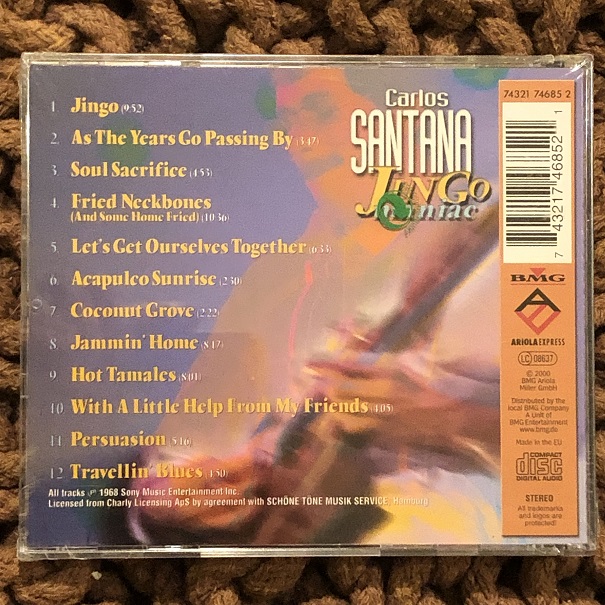 1. Jingo (9:52)
2. As The Years Go Passing By (3:47)
3. Soul Sacrifice (4:53)
4. Fried Neckbones
(And Some Home Fried) (10:36)
5. Let's Get Ourselves Together (6:33)
6. Acapulco Sunrise (2:30)
7. Coconut Grove (2:22)
8. Jammin' Home (8:17)
9. Hot Tamales (8:01)
10. With A Little Help From My Friends (4:05)
11. Persuasion (5:16)
12. Travellin' Blues (4:50)
All tracks ℗ 1968 Sony Music Entertainment Inc.
Licensed from Charly Licensing ApS by agreement with SCHÖNE TÖNE MUSIK SERVICE, Hamburg
Carlos
SANTANA
JiNGo
maniac
74321 74685 2
7 43217 46852 1
BMG
ARIOLA EXPRESS
LC 08637
BMG Ariola
Miller GmbH
Distributed by the
local BMG Company
A Unit of
BMG Entertainment
www.bmg.de
Made in the EU
COMPACT
disc
DIGITAL AUDIO
STEREO
All trademarks
and logos are
protected!